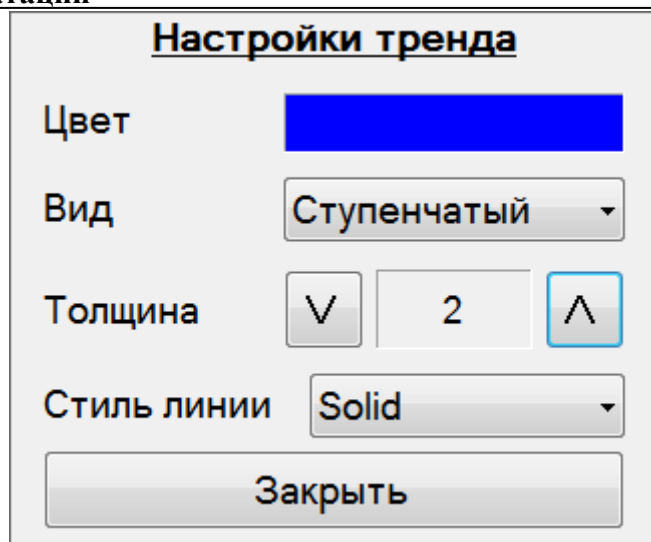 Настройки тренда
Цвет
Вид Ступенчатый
Толщина V 2 Λ
Стиль линии Solid
Закрыть